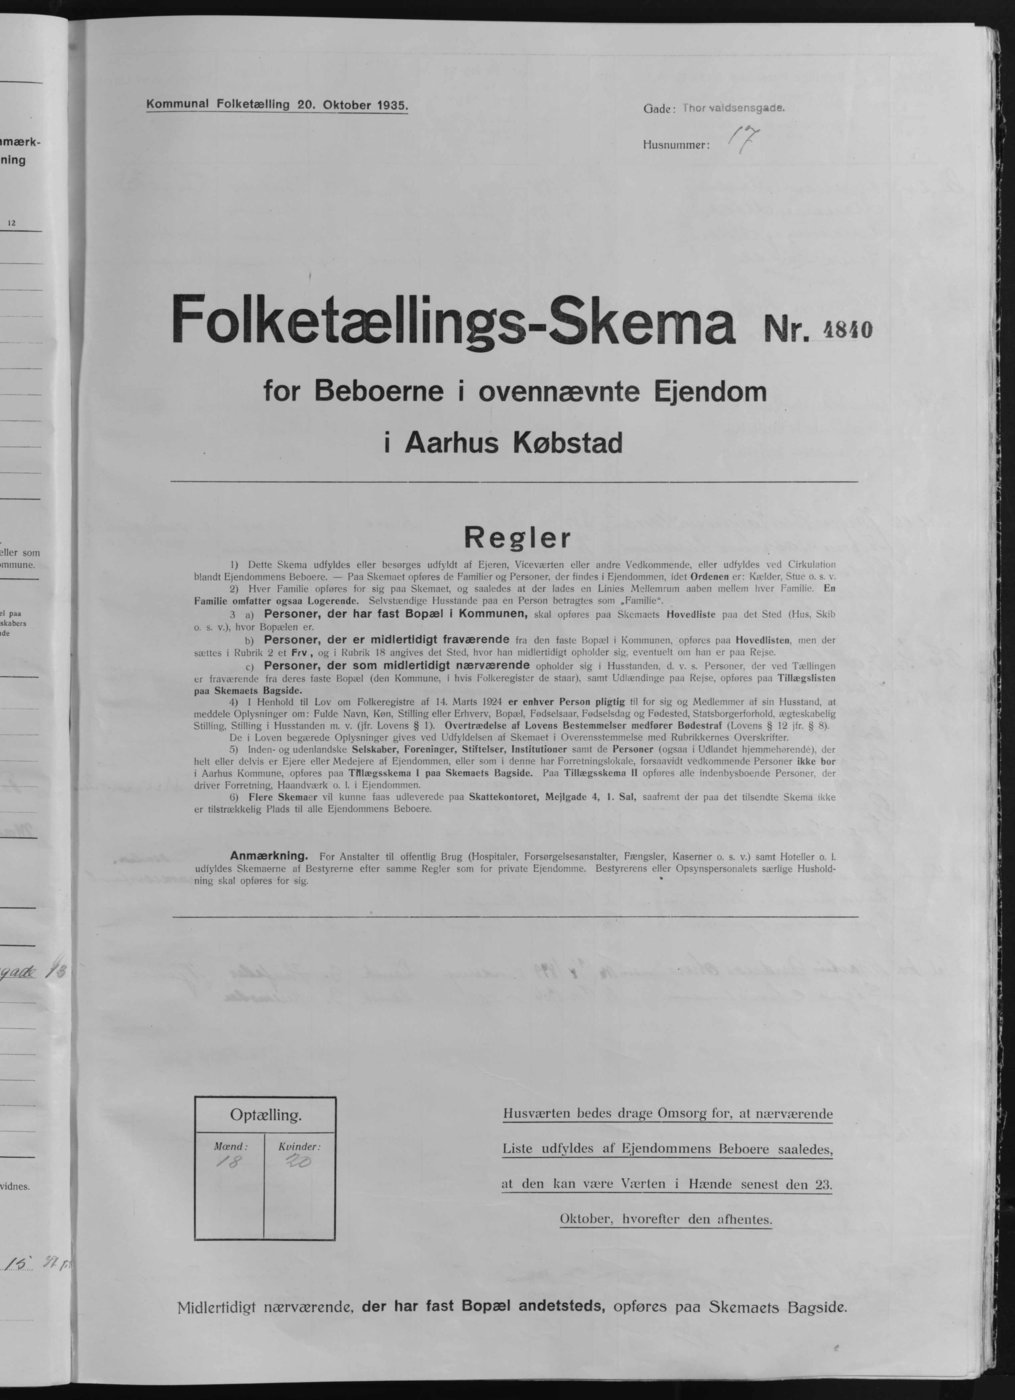 Kommunal Folketælling 20. Oktober 1935.
Gade: Thorvaldsensgade.
Husnummer: 17
Folketællings-Skema Nr. 4840
for Beboerne i ovennævnte Ejendom
i Aarhus Købstad
Regler
1) Dette Skema udfyldes eller besørges udfyldt af Ejeren, Viceværten eller andre Vedkommende, eller udfyldes ved Cirkulation
blandt Ejendommens Beboere. — Paa Skemaet opføres de Familier og Personer, der findes i Ejendommen, idet Ordenen er: Kælder, Stue o. s. v.
2) Hver Familie opføres for sig paa Skemaet, og saaledes at der lades en Linies Mellemrum aaben mellem hver Familie. En
Familie omfatter ogsaa Logerende. Selvstændige Husstande paa en Person betragtes som „Familie“.
3 a) Personer, der har fast Bopæl i Kommunen, skal opføres paa Skemaets Hovedliste paa det Sted (Hus, Skib
o. s. v.), hvor Bopælen er.
b) Personer, der er midlertidigt fraværende fra den faste Bopæl i Kommunen, opføres paa Hovedlisten, men der
sættes i Rubrik 2 et Frv, og i Rubrik 18 angives det Sted, hvor han midlertidigt opholder sig, eventuelt om han er paa Rejse.
c) Personer, der som midlertidigt nærværende opholder sig i Husstanden, d. v. s. Personer, der ved Tællingen
er fraværende fra deres faste Bopæl (den Kommune, i hvis Folkeregister de staar), samt Udlændinge paa Rejse, opføres paa Tillægslisten
paa Skemaets Bagside.
4) I Henhold til Lov om Folkeregistre af 14. Marts 1924 er enhver Person pligtig til for sig og Medlemmer af sin Husstand, at
meddele Oplysninger om: Fulde Navn, Køn, Stilling eller Erhverv, Bopæl, Fødselsaar, Fødselsdag og Fødested, Statsborgerforhold, ægteskabelig
Stilling, Stilling i Husstanden m. v. (jfr. Lovens § 1). Overtrædelse af Lovens Bestemmelser medfører Bødestraf (Lovens § 12 jfr. § 8).
De i Loven begærede Oplysninger gives ved Udfyldelsen af Skemaet i Overensstemmelse med Rubrikkernes Overskrifter.
5) Inden- og udenlandske Selskaber, Foreninger, Stiftelser, Institutioner samt de Personer (ogsaa i Udlandet hjemmehørende), der
helt eller delvis er Ejere eller Medejere af Ejendommen, eller som i denne har Forretningslokale, forsaavidt vedkommende Personer ikke bor
i Aarhus Kommune, opføres paa Tillægsskema I paa Skemaets Bagside. Paa Tillægsskema II opføres alle indenbysboende Personer, der
driver Forretning, Haandværk o. l. i Ejendommen.
6) Flere Skemaer vil kunne faas udleverede paa Skattekontoret, Mejlgade 4, 1. Sal, saafremt der paa det tilsendte Skema ikke
er tilstrækkelig Plads til alle Ejendommens Beboere.
Anmærkning. For Anstalter til offentlig Brug (Hospitaler, Forsørgelsesanstalter, Fængsler, Kaserner o. s. v.) samt Hoteller o. l.
udfyldes Skemaerne af Bestyrerne efter samme Regler som for private Ejendomme. Bestyrerens eller Opsynspersonalets særlige Hushold-
ning skal opføres for sig.
Optælling.
Mænd: Kvinder:
18 20
Husværten bedes drage Omsorg for, at nærværende
Liste udfyldes af Ejendommens Beboere saaledes,
at den kan være Værten i Hænde senest den 23.
Oktober, hvorefter den afhentes.
Midlertidigt nærværende, der har fast Bopæl andetsteds, opføres paa Skemaets Bagside.